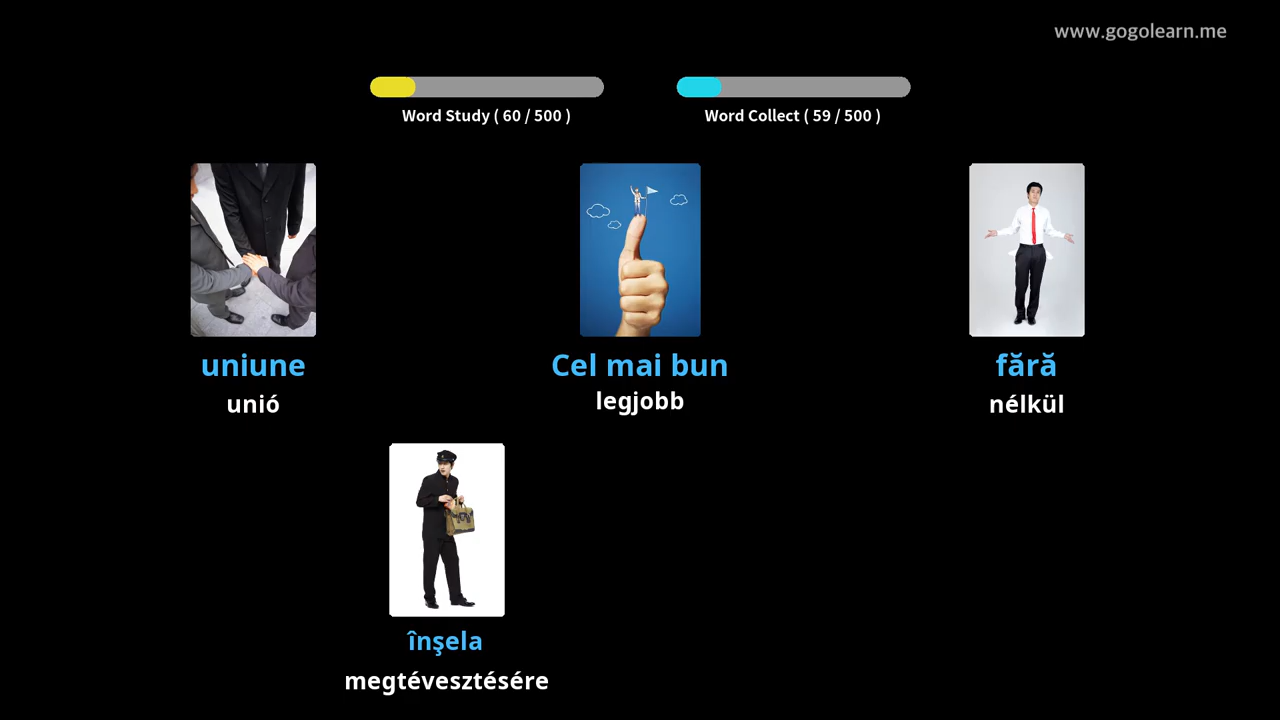 www.gogolearn.me
Word Study ( 60 / 500 )
Word Collect ( 59 / 500 )
uniune
unió
Cel mai bun
legjobb
fără
nélkül
înşela
megtévesztésére